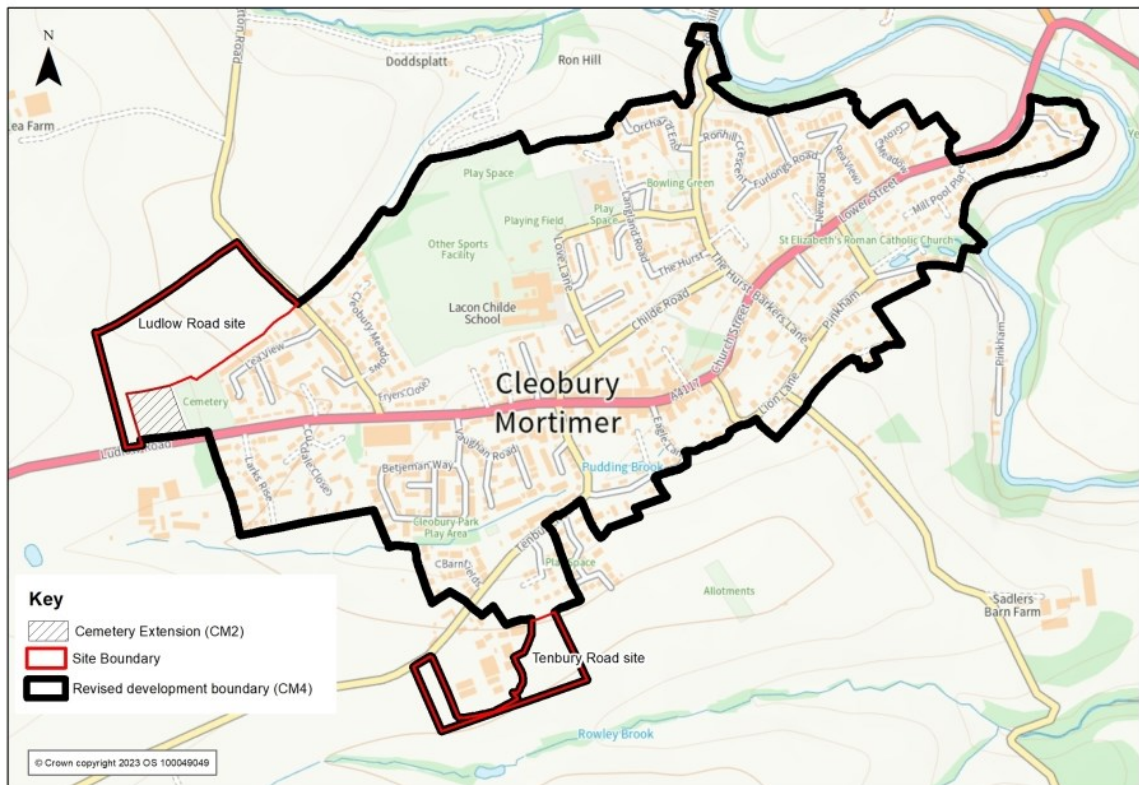 N
Doddsplatt
Ron Hill
Lea Farm
Orchard End
Ronhill
Crescent
Furlongs Road
Rea View
Meadow
New Road
Lower Street
Mill Pool Place
Play Space
Bowling Green
Playing Field
Play
Space
Langland Road
Other Sports
Facility
Love Lane
The Hurst
St Elizabeth's Roman Catholic Church
The Hurst
Barkers Lane
Pinkham
Pinkham
Lacon Childe
School
Childe Road
Church Street
Ludlow Road site
Lea View
Cleobury
Fryers Close
Cemetery
Cleobury
Mortimer
A4117
Lion Lane
Ludlow Road
Larks Rise
Vaughan Road
Betjeman Way
Pudding Brook
Cleobury Park
Play Area
Allotments
Sadlers
Barn Farm
Key
Cemetery Extension (CM2)
Site Boundary
Revised development boundary (CM4)
Tenbury Road site
Rowley Brook
© Crown copyright 2023 OS 100049049